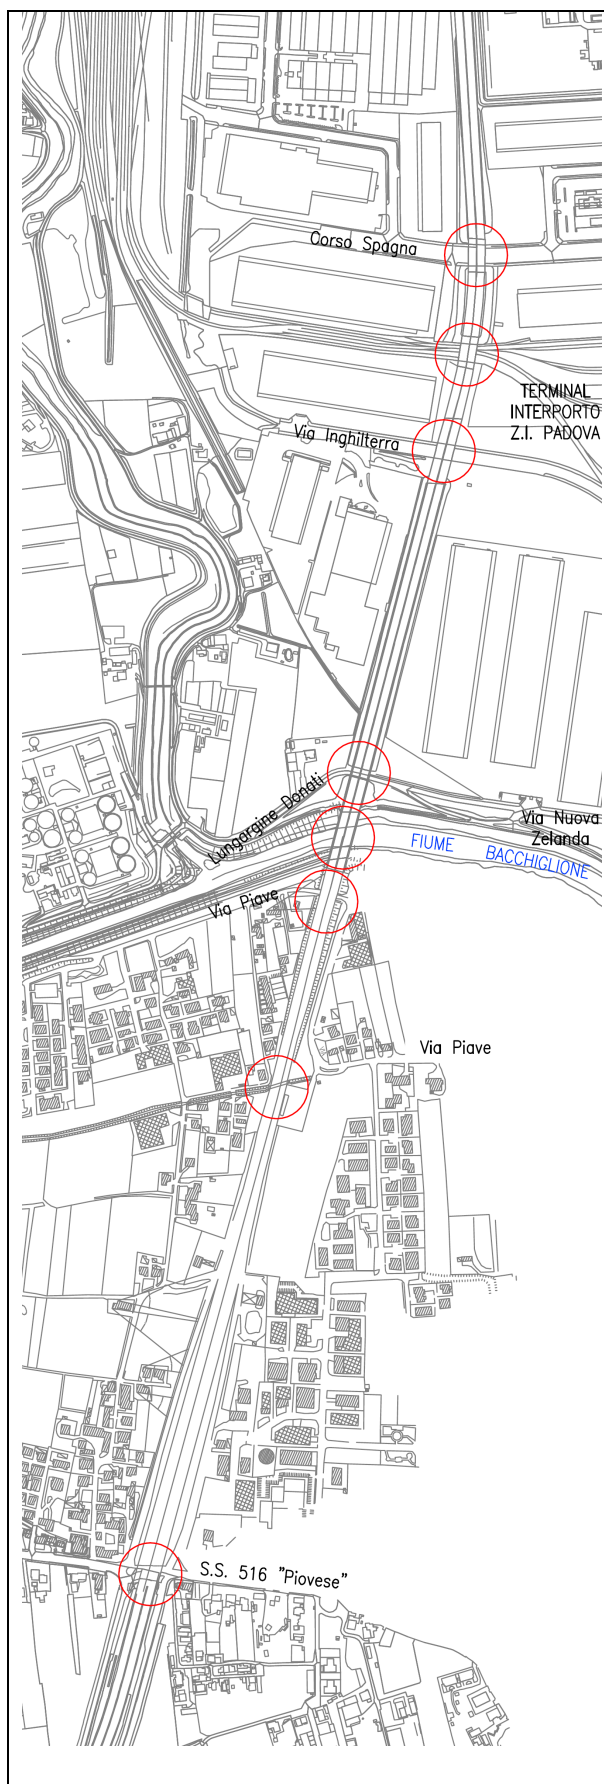 Corso Spagna
TERMINAL
INTERPORTO
Z.I. PADOVA
Via Inghilterra
Lungargine Donati
Via Nuova
Zelanda
FIUME BACCHIGLIONE
Via Piave
Via Piave
S.S. 516 "Piovese"